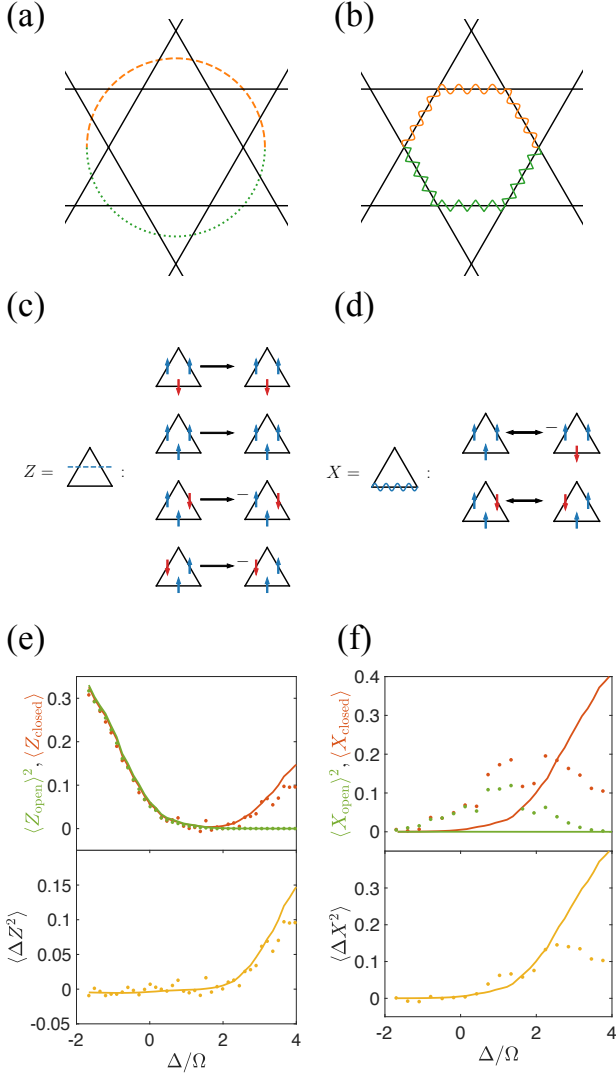 (a)
(b)
(c)
(d)
Z =
:
−
−
X =
:
−
(e)
(f)
⟨Z_open⟩², ⟨Z_closed⟩
0.3
0.2
0.1
0
⟨X_open⟩², ⟨X_closed⟩
0.4
0.3
0.2
0.1
0
⟨ΔZ²⟩
0.15
0.10
0.05
0
-0.05
⟨ΔX²⟩
0.3
0.2
0.1
0
-2
0
2
4
Δ/Ω
-2
0
2
4
Δ/Ω